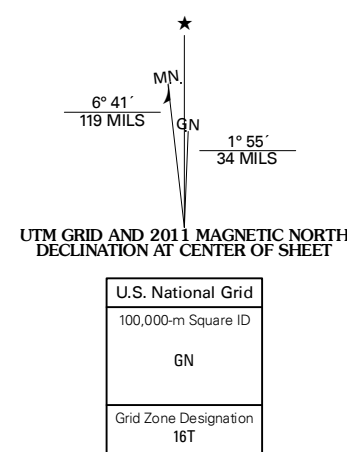 ★
MN.
6° 41´
119 MILS
GN
1° 55´
34 MILS
UTM GRID AND 2011 MAGNETIC NORTH
DECLINATION AT CENTER OF SHEET
U.S. National Grid
100,000-m Square ID
GN
Grid Zone Designation
16T